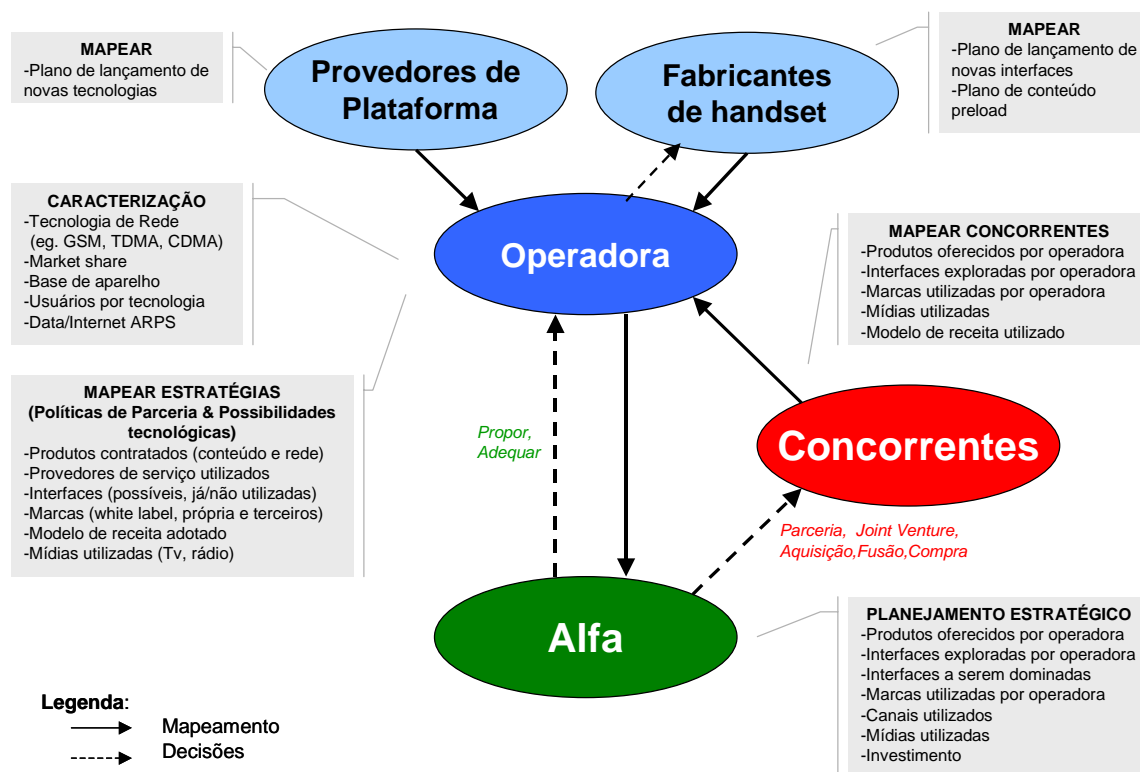 MAPEAR
-Plano de lançamento de
novas tecnologias
Provedores de
Plataforma
Fabricantes
de handset
MAPEAR
-Plano de lançamento de
novas interfaces
-Plano de conteúdo
preload
CARACTERIZAÇÃO
-Tecnologia de Rede
(eg. GSM, TDMA, CDMA)
-Market share
-Base de aparelho
-Usuários por tecnologia
-Data/Internet ARPS
Operadora
MAPEAR CONCORRENTES
-Produtos oferecidos por operadora
-Interfaces exploradas por operadora
-Marcas utilizadas por operadora
-Mídias utilizadas
-Modelo de receita utilizado
MAPEAR ESTRATÉGIAS
(Políticas de Parceria & Possibilidades
tecnológicas)
-Produtos contratados (conteúdo e rede)
-Provedores de serviço utilizados
-Interfaces (possíveis, já/não utilizadas)
-Marcas (white label, própria e terceiros)
-Modelo de receita adotado
-Mídias utilizadas (Tv, rádio)
Propor,
Adequar
Concorrentes
Parceria, Joint Venture,
Aquisição,Fusão,Compra
Alfa
PLANEJAMENTO ESTRATÉGICO
-Produtos oferecidos por operadora
-Interfaces exploradas por operadora
-Interfaces a serem dominadas
-Marcas utilizadas por operadora
-Canais utilizados
-Mídias utilizadas
-Investimento
Legenda:
Mapeamento
Decisões